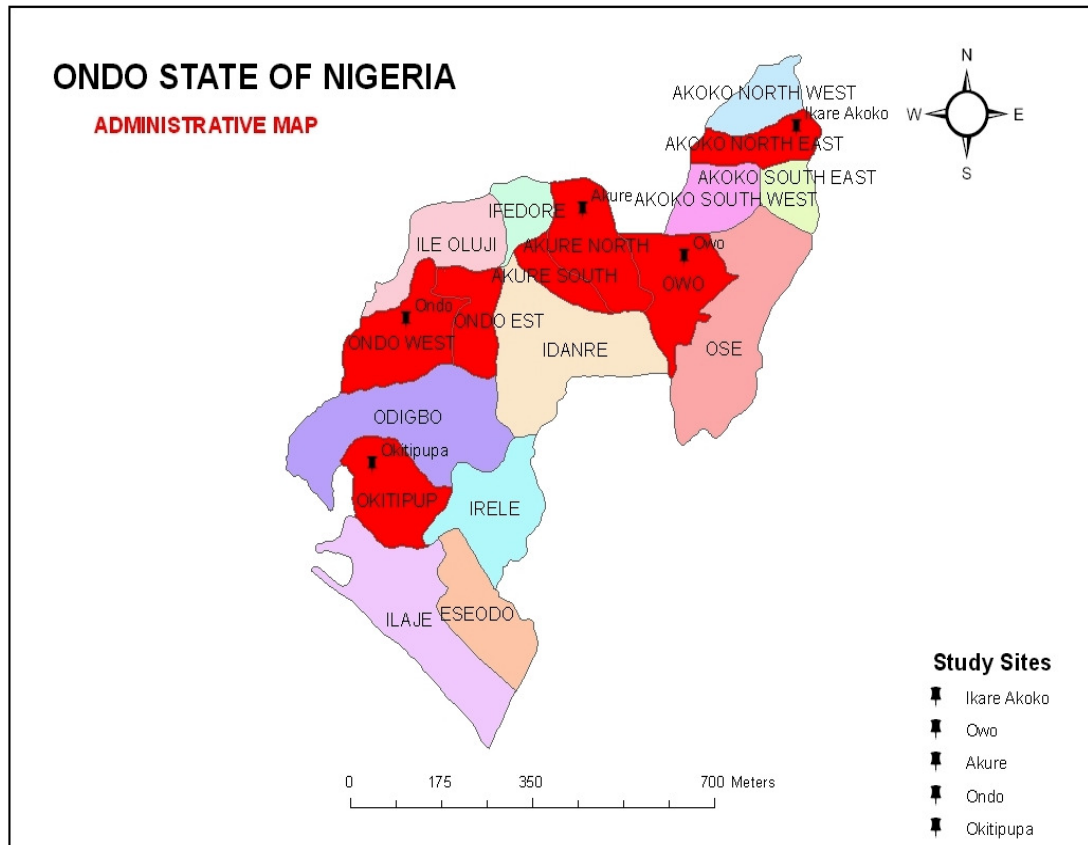 ONDO STATE OF NIGERIA
ADMINISTRATIVE MAP
N
W
E
S
AKOKO NORTH WEST
Ikare Akoko
AKOKO NORTH EAST
AKOKO SOUTH EAST
AKOKO SOUTH WEST
IFEDORE
Akure
ILE OLUJI
AKURE NORTH
Owo
AKURE SOUTH
OWO
Ondo
ONDO EST
ONDO WEST
IDANRE
OSE
ODIGBO
Okitipupa
OKITIPUP
IRELE
ILAJE
ESEODO
0 175 350 700 Meters
Study Sites
Ikare Akoko
Owo
Akure
Ondo
Okitipupa